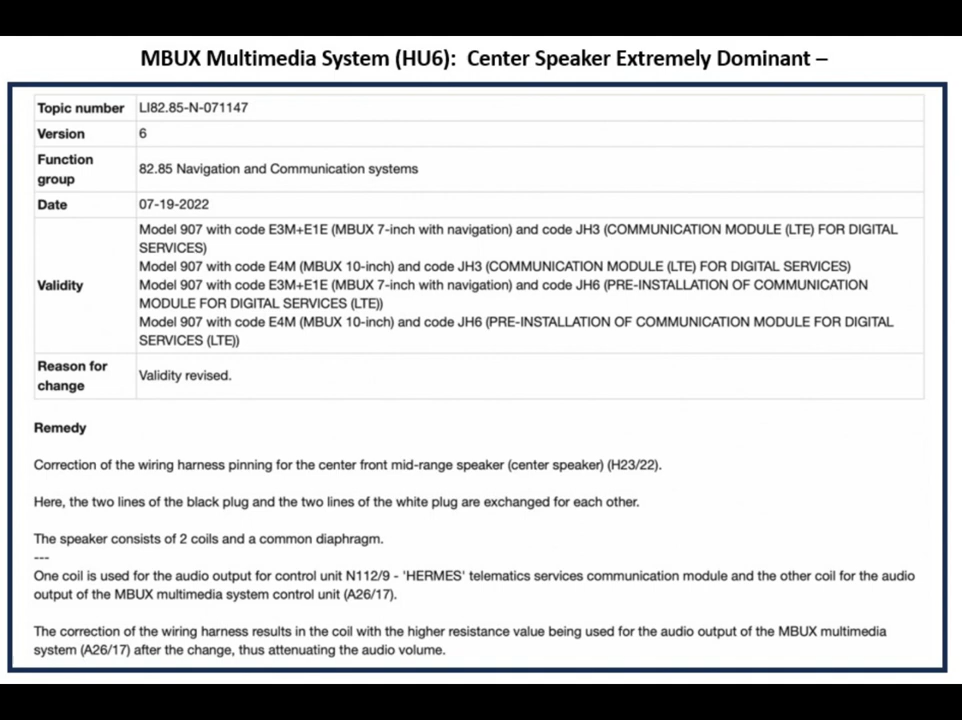 MBUX Multimedia System (HU6):  Center Speaker Extremely Dominant –
Topic number LI82.85-N-071147
Version 6
Function group 82.85 Navigation and Communication systems
Date 07-19-2022
Validity
Model 907 with code E3M+E1E (MBUX 7-inch with navigation) and code JH3 (COMMUNICATION MODULE (LTE) FOR DIGITAL
SERVICES)
Model 907 with code E4M (MBUX 10-inch) and code JH3 (COMMUNICATION MODULE (LTE) FOR DIGITAL SERVICES)
Model 907 with code E3M+E1E (MBUX 7-inch with navigation) and code JH6 (PRE-INSTALLATION OF COMMUNICATION
MODULE FOR DIGITAL SERVICES (LTE))
Model 907 with code E4M (MBUX 10-inch) and code JH6 (PRE-INSTALLATION OF COMMUNICATION MODULE FOR DIGITAL
SERVICES (LTE))
Reason for change Validity revised.
Remedy
Correction of the wiring harness pinning for the center front mid-range speaker (center speaker) (H23/22).
Here, the two lines of the black plug and the two lines of the white plug are exchanged for each other.
The speaker consists of 2 coils and a common diaphragm.
---
One coil is used for the audio output for control unit N112/9 - 'HERMES' telematics services communication module and the other coil for the audio
output of the MBUX multimedia system control unit (A26/17).
The correction of the wiring harness results in the coil with the higher resistance value being used for the audio output of the MBUX multimedia
system (A26/17) after the change, thus attenuating the audio volume.